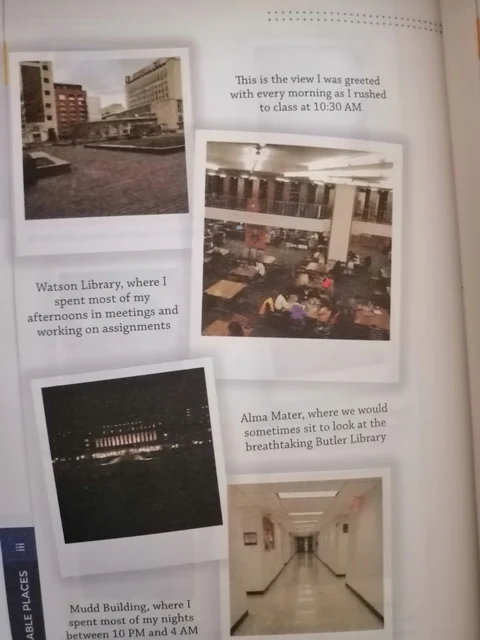 This is the view I was greeted
with every morning as I rushed
to class at 10:30 AM
Watson Library, where I
spent most of my
afternoons in meetings and
working on assignments
Alma Mater, where we would
sometimes sit to look at the
breathtaking Butler Library
Mudd Building, where I
spent most of my nights
between 10 PM and 4 AM
ABLE PLACES iii